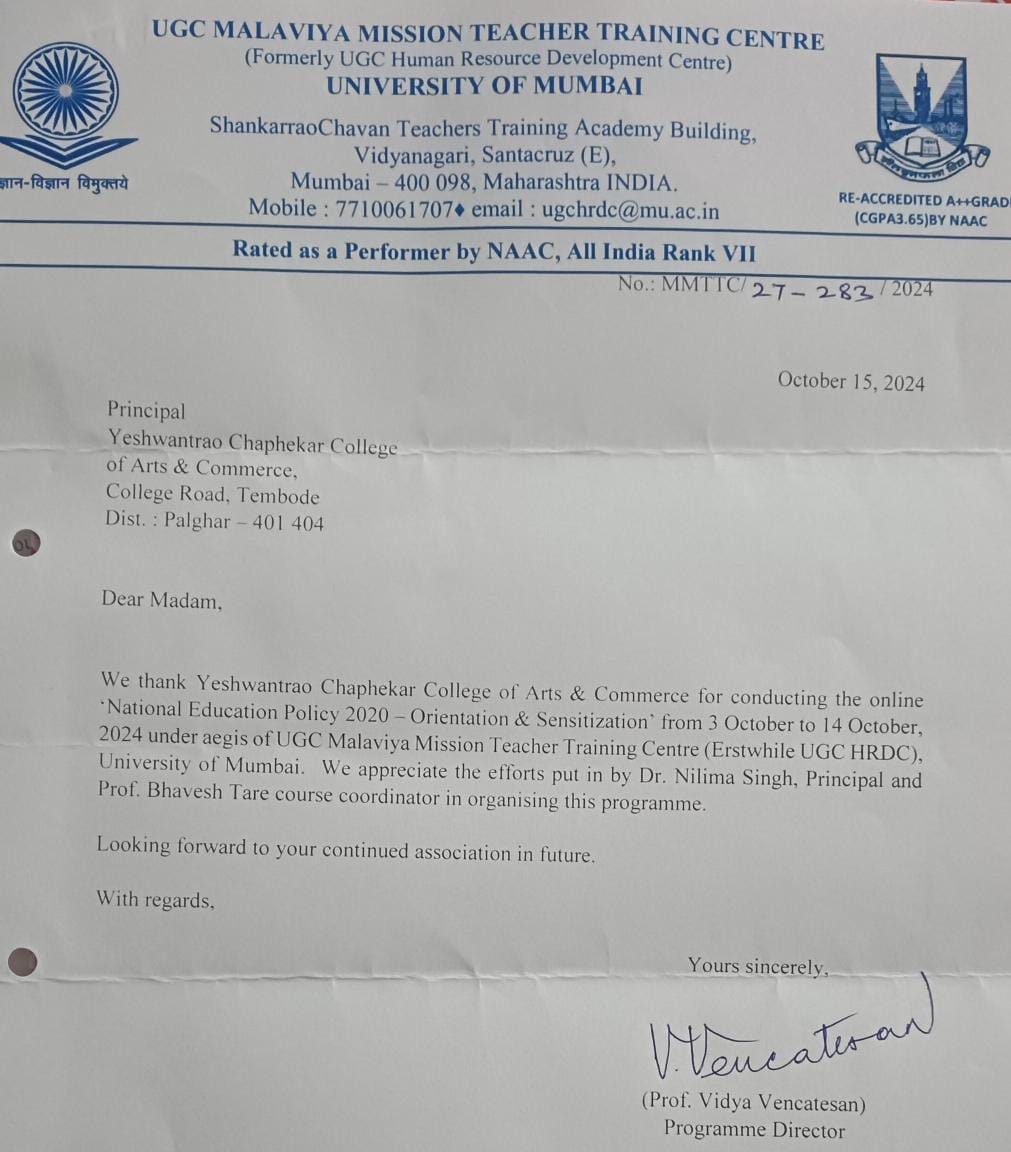 UGC MALAVIYA MISSION TEACHER TRAINING CENTRE
(Formerly UGC Human Resource Development Centre)
UNIVERSITY OF MUMBAI
ShankarraoChavan Teachers Training Academy Building,
Vidyanagari, Santacruz (E),
Mumbai – 400 098, Maharashtra INDIA.
Mobile : 7710061707♦ email : ugchrdc@mu.ac.in
ज्ञान-विज्ञान विमुक्तये
RE-ACCREDITED A++GRAD
(CGPA3.65)BY NAAC
Rated as a Performer by NAAC, All India Rank VII
No.: MMTTC/ 27 - 283 / 2024
October 15, 2024
Principal
Yeshwantrao Chaphekar College
of Arts & Commerce,
College Road, Tembode
Dist. : Palghar – 401 404
Dear Madam,
We thank Yeshwantrao Chaphekar College of Arts & Commerce for conducting the online
‘National Education Policy 2020 – Orientation & Sensitization’ from 3 October to 14 October,
2024 under aegis of UGC Malaviya Mission Teacher Training Centre (Erstwhile UGC HRDC),
University of Mumbai. We appreciate the efforts put in by Dr. Nilima Singh, Principal and
Prof. Bhavesh Tare course coordinator in organising this programme.
Looking forward to your continued association in future.
With regards,
Yours sincerely,
V. Vencatesan
(Prof. Vidya Vencatesan)
Programme Director